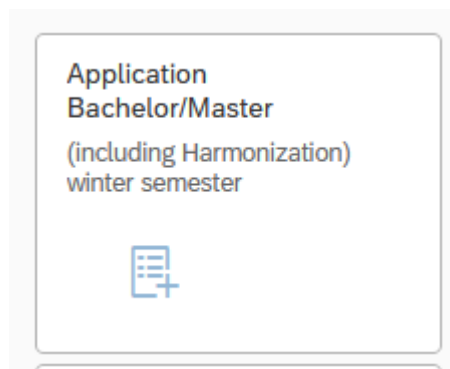 Application
Bachelor/Master
(including Harmonization)
winter semester